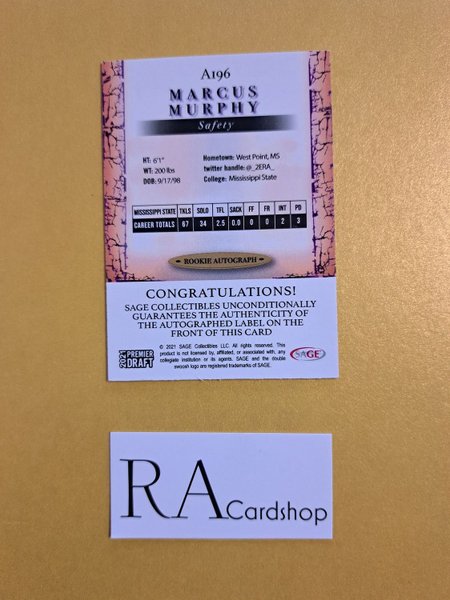 A196
MARCUS
MURPHY
Safety
HT: 6'1"
WT: 200 lbs
DOB: 9/17/98
Hometown: West Point, MS
twitter handle: @_2ERA_
College: Mississippi State
MISSISSIPPI STATE TKLS SOLO TFL SACK FF FR INT PD
CAREER TOTALS 67 34 2.5 0.0 0 0 2 3
• ROOKIE AUTOGRAPH •
CONGRATULATIONS!
SAGE COLLECTIBLES UNCONDITIONALLY
GUARANTEES THE AUTHENTICITY OF
THE AUTOGRAPHED LABEL ON THE
FRONT OF THIS CARD
2021 PREMIER
DRAFT
© 2021 SAGE Collectibles LLC. All rights reserved. This
product is not licensed by, affiliated, or associated with, any
collegiate institution or its agents. SAGE and the double
swoosh logo are registered trademarks of SAGE.
SAGE
RA Cardshop